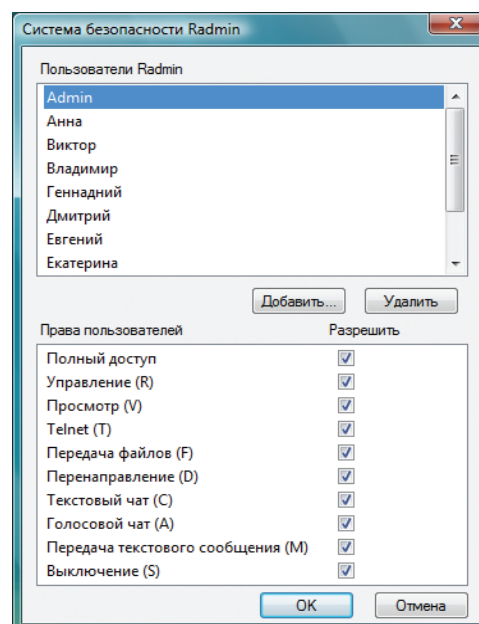 Система безопасности Radmin
Пользователи Radmin
Admin
Анна
Виктор
Владимир
Геннадний
Дмитрий
Евгений
Екатерина
Добавить... Удалить
Права пользователей Разрешить
Полный доступ
Управление (R)
Просмотр (V)
Telnet (T)
Передача файлов (F)
Перенаправление (D)
Текстовый чат (C)
Голосовой чат (A)
Передача текстового сообщения (M)
Выключение (S)
OK Отмена